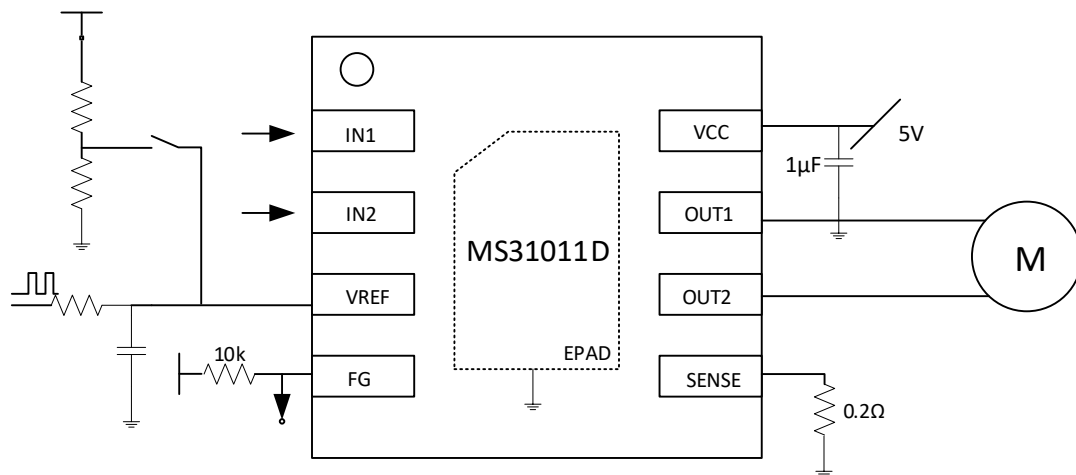 IN1
VCC
5V
1µF
IN2
OUT1
MS31011D
M
VREF
OUT2
10k
EPAD
FG
SENSE
0.2Ω